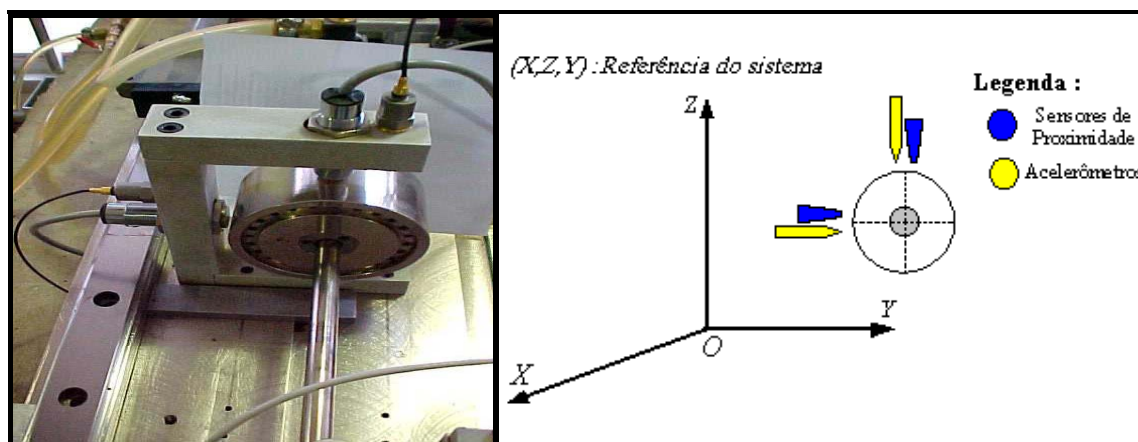 (X,Z,Y) : Referência do sistema
Legenda :
Sensores de
Proximidade
Acelerômetros
Z
Y
O
X